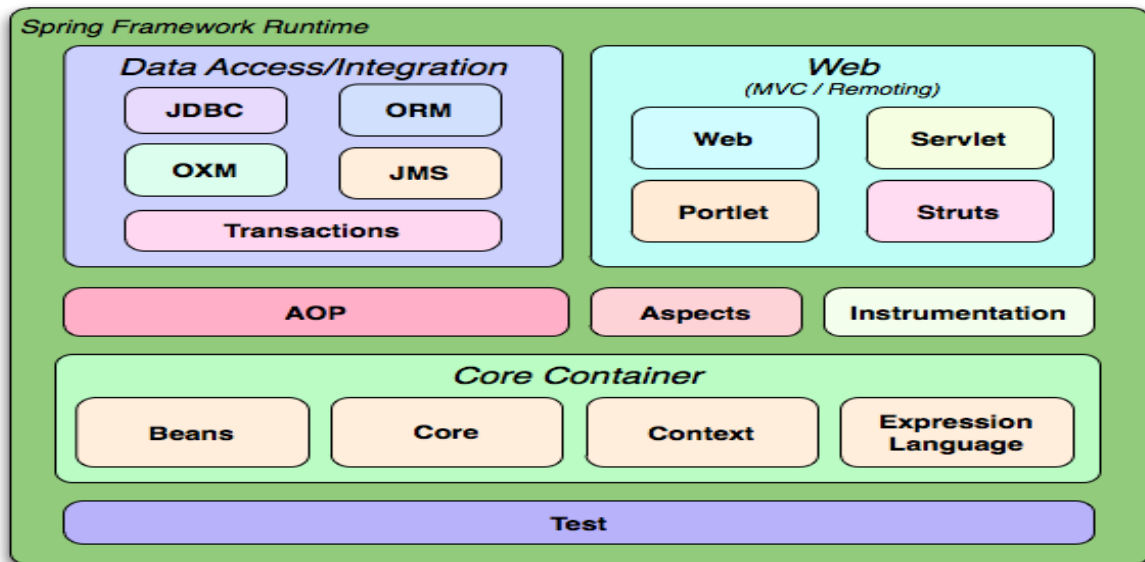 Spring Framework Runtime
Data Access/Integration
JDBC
ORM
OXM
JMS
Transactions
Web
(MVC / Remoting)
Web
Servlet
Portlet
Struts
AOP
Aspects
Instrumentation
Core Container
Beans
Core
Context
Expression
Language
Test